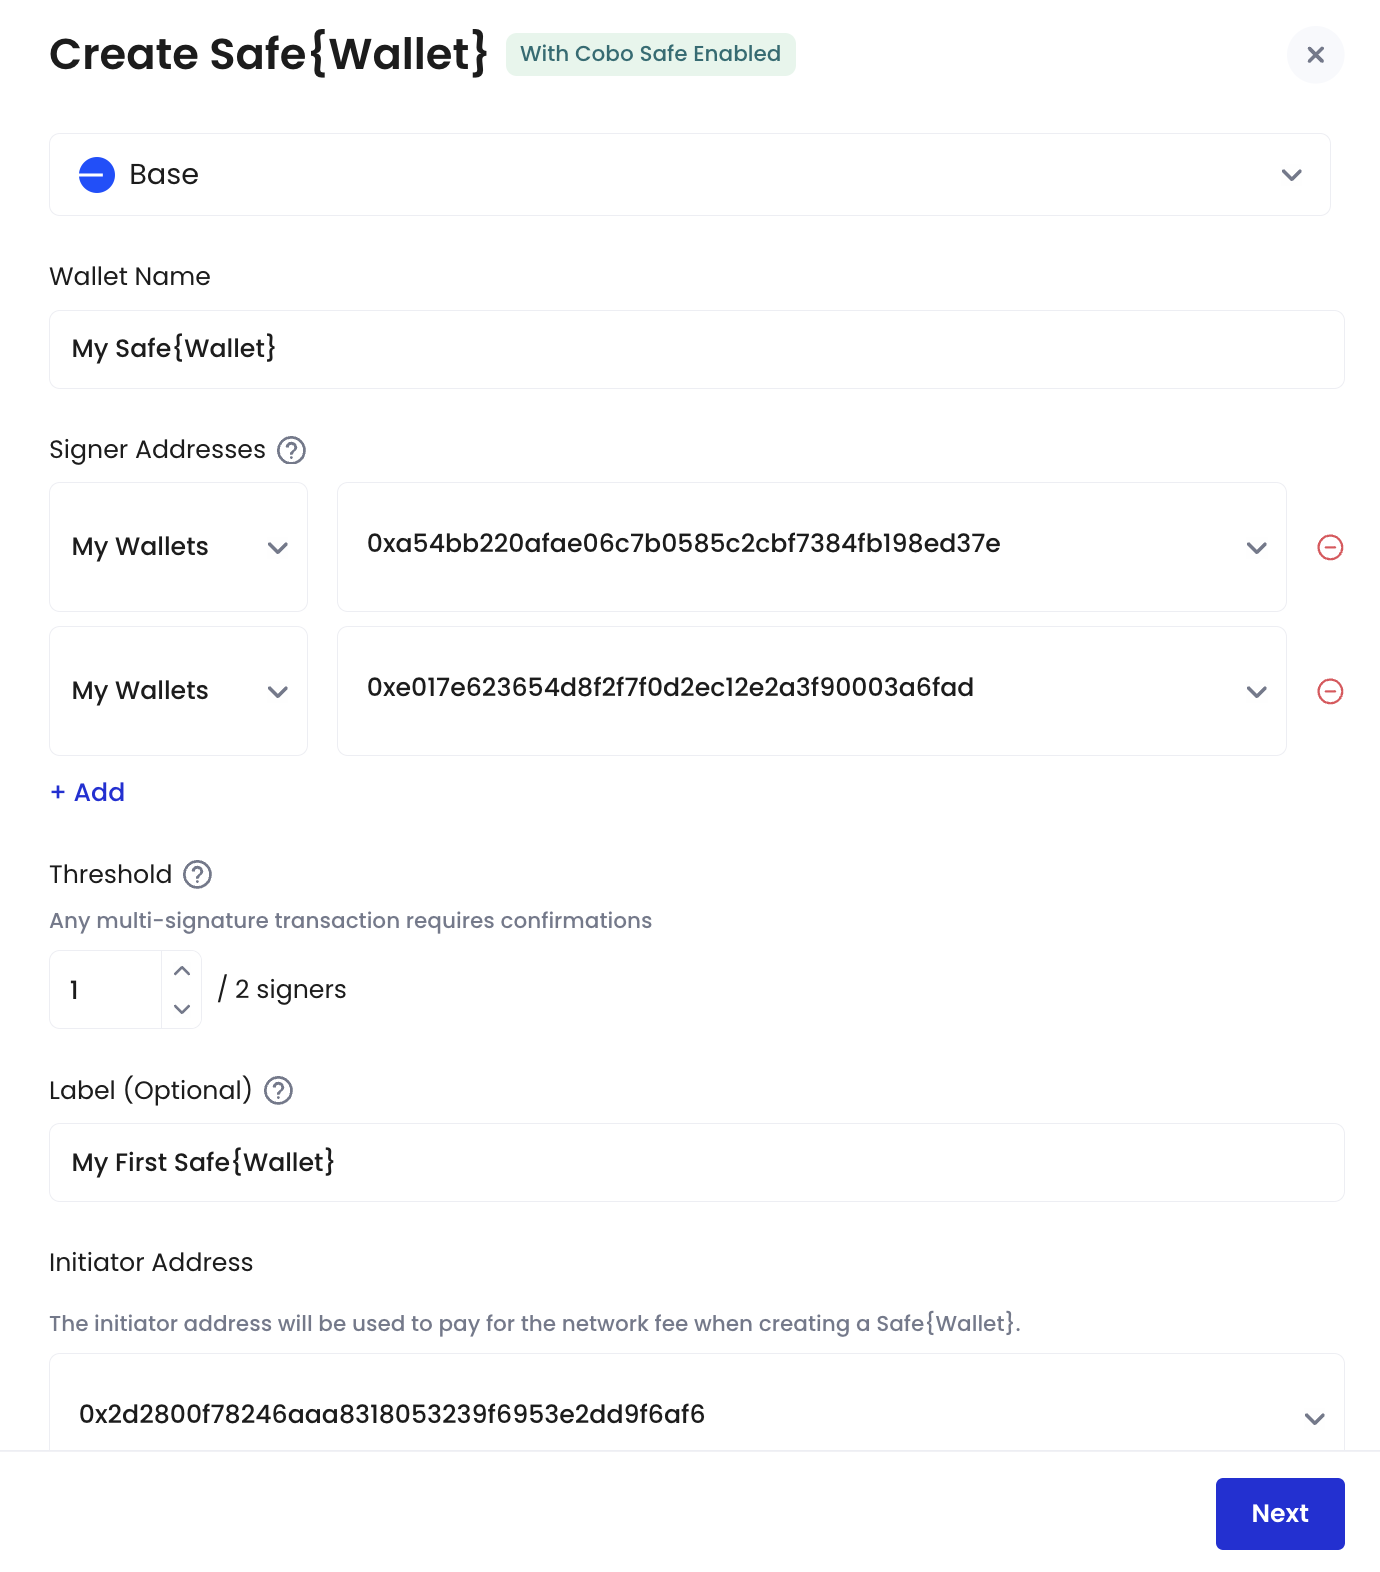 Create Safe{Wallet} With Cobo Safe Enabled
Base
Wallet Name
My Safe{Wallet}
Signer Addresses
My Wallets 0xa54bb220afae06c7b0585c2cbf7384fb198ed37e
My Wallets 0xe017e623654d8f2f7f0d2ec12e2a3f90003a6fad
+ Add
Threshold
Any multi-signature transaction requires confirmations
1 / 2 signers
Label (Optional)
My First Safe{Wallet}
Initiator Address
The initiator address will be used to pay for the network fee when creating a Safe{Wallet}.
0x2d2800f78246aaa8318053239f6953e2dd9f6af6
Next